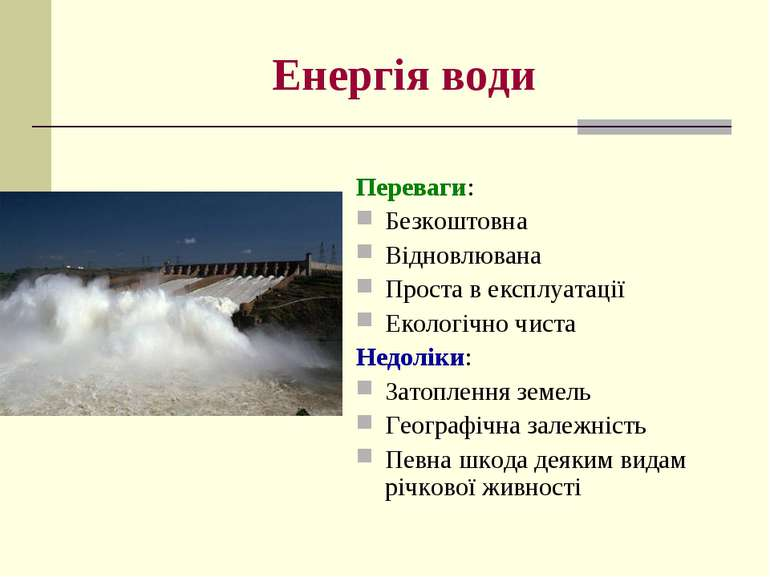 Енергія води
Переваги:
Безкоштовна
Відновлювана
Проста в експлуатації
Екологічно чиста
Недоліки:
Затоплення земель
Географічна залежність
Певна шкода деяким видам
річкової живності